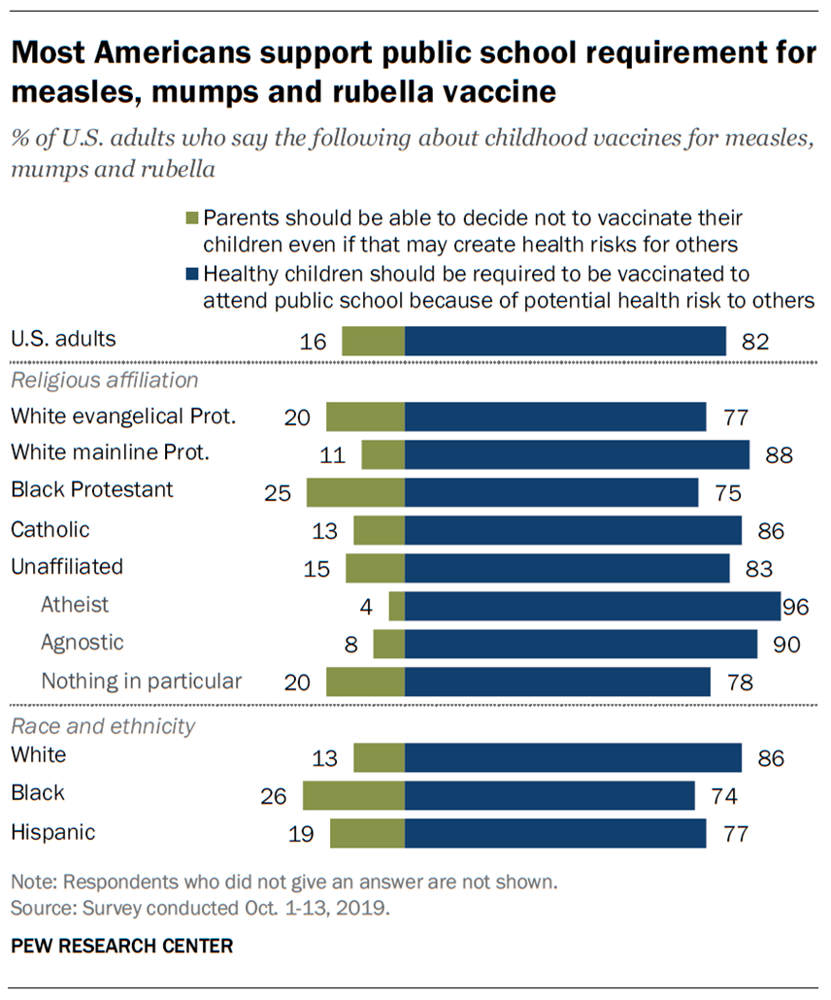 Most Americans support public school requirement for
measles, mumps and rubella vaccine
% of U.S. adults who say the following about childhood vaccines for measles,
mumps and rubella
Parents should be able to decide not to vaccinate their
children even if that may create health risks for others
Healthy children should be required to be vaccinated to
attend public school because of potential health risk to others
U.S. adults 16 82
Religious affiliation
White evangelical Prot. 20 77
White mainline Prot. 11 88
Black Protestant 25 75
Catholic 13 86
Unaffiliated 15 83
Atheist 4 96
Agnostic 8 90
Nothing in particular 20 78
Race and ethnicity
White 13 86
Black 26 74
Hispanic 19 77
Note: Respondents who did not give an answer are not shown.
Source: Survey conducted Oct. 1-13, 2019.
PEW RESEARCH CENTER